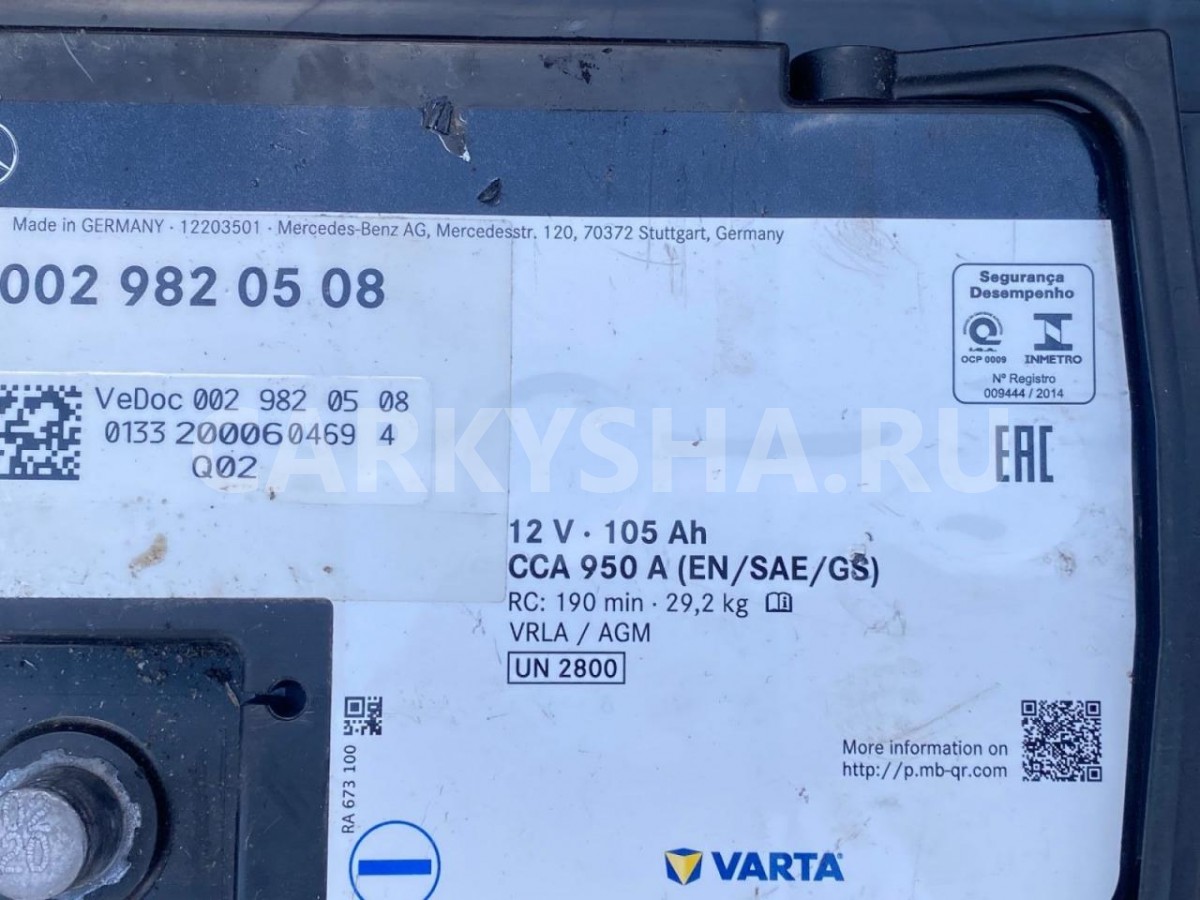 Made in GERMANY · 12203501 · Mercedes-Benz AG, Mercedesstr. 120, 70372 Stuttgart, Germany
002 982 05 08
Segurança
Desempenho
OCP 0009 INMETRO
Nº Registro
009444 / 2014
VeDoc 002 982 05 08
0133 2000060469 4
Q02
CARKYSHA.RU
EAC
12 V · 105 Ah
CCA 950 A (EN/SAE/GS)
RC: 190 min · 29,2 kg
VRLA / AGM
UN 2800
RA 673 100
More information on
http://p.mb-qr.com
VARTA